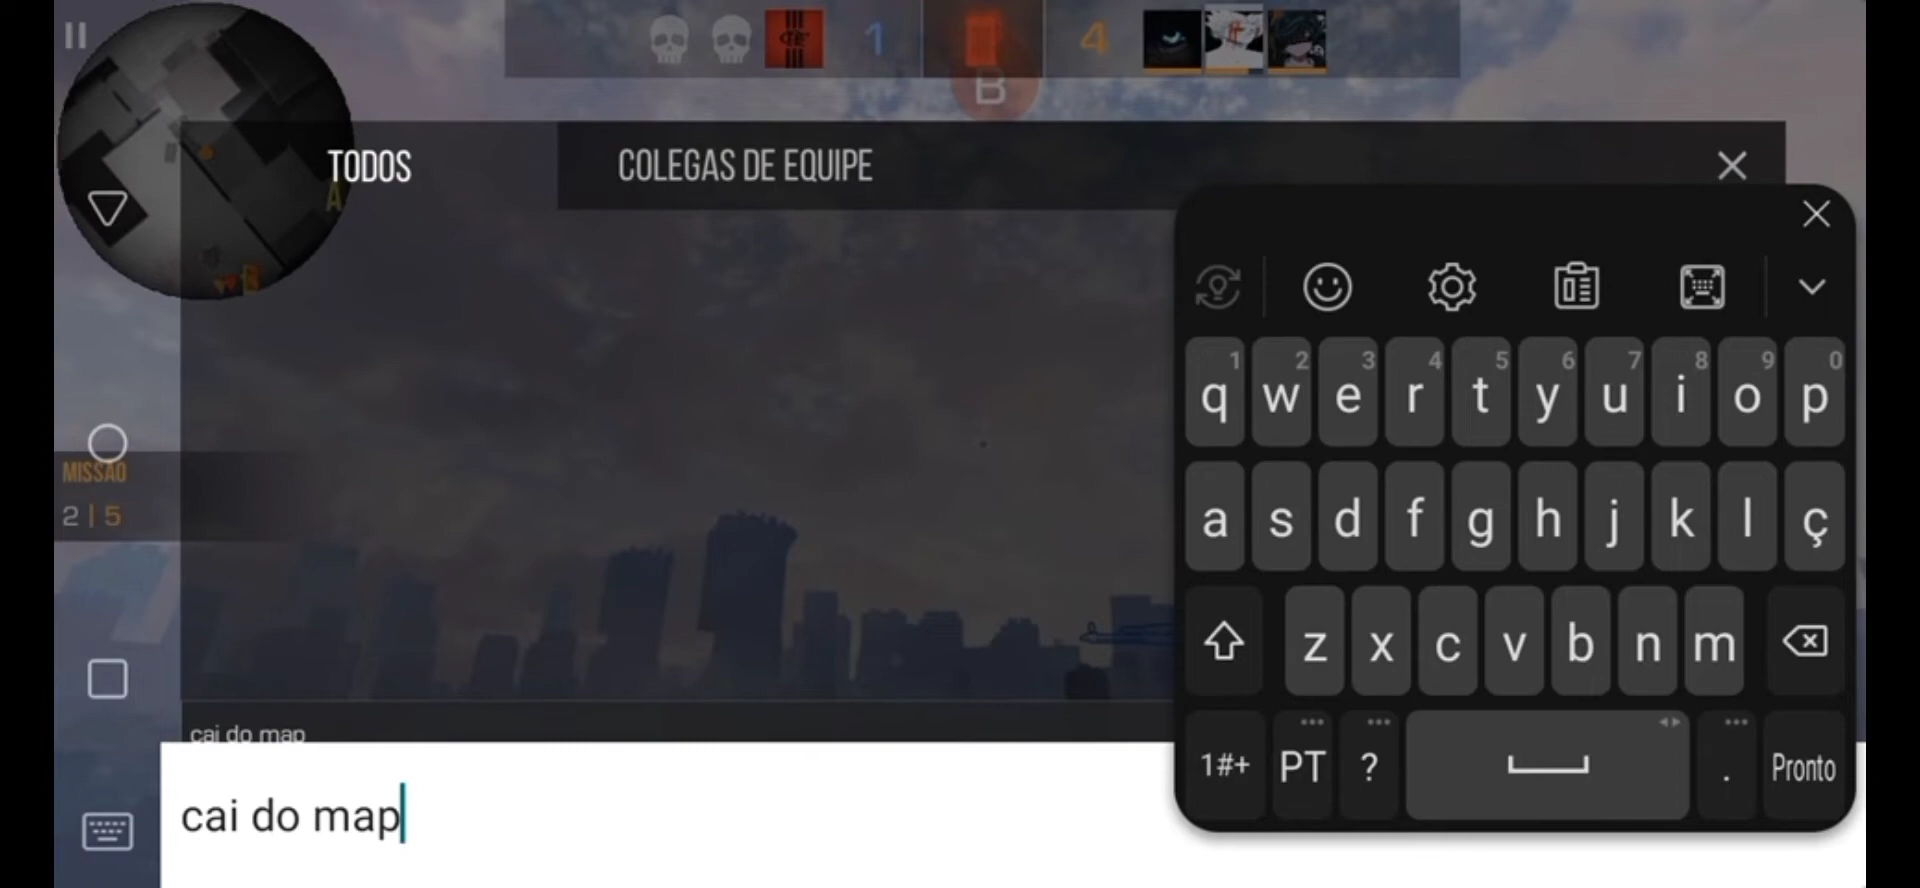 1 4
B
TODOS COLEGAS DE EQUIPE
A
MISSÃO
2 | 5
1 2 3 4 5 6 7 8 9 0
q w e r t y u i o p
a s d f g h j k l ç
z x c v b n m
1#+ PT ? . Pronto
cai do map
cai do map